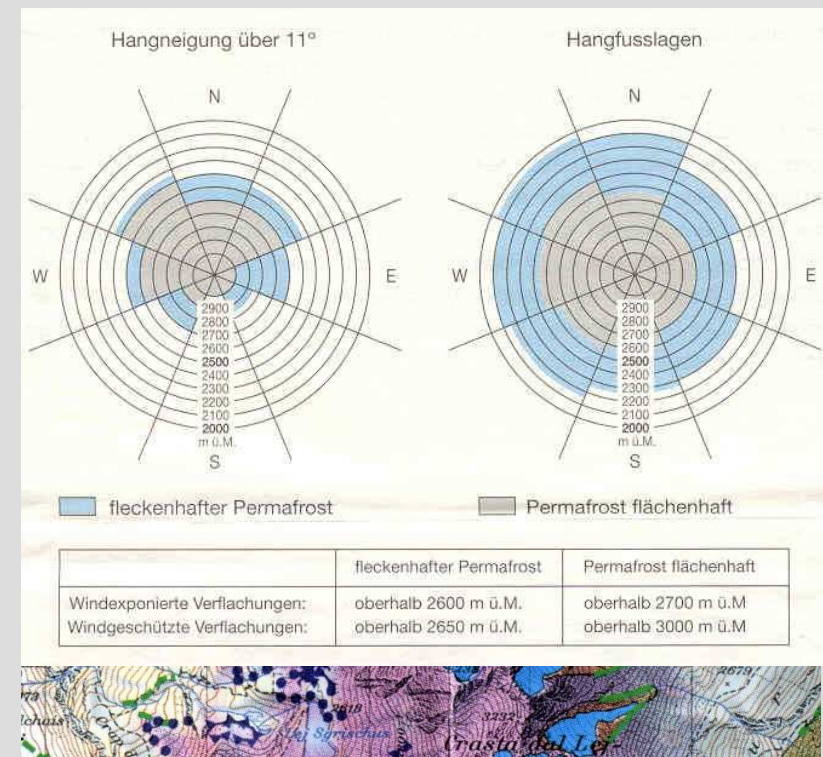 Hangneigung über 11°
N
W
E
2900
2800
2700
2600
2500
2400
2300
2200
2100
2000
m ü.M.
S
Hangfusslagen
N
W
E
2900
2800
2700
2600
2500
2400
2300
2200
2100
2000
m ü.M.
S
fleckenhafter Permafrost
Permafrost flächenhaft
fleckenhafter Permafrost Permafrost flächenhaft
Windexponierte Verflachungen: oberhalb 2600 m ü.M. oberhalb 2700 m ü.M
Windgeschützte Verflachungen: oberhalb 2650 m ü.M. oberhalb 3000 m ü.M
2618
Lej Sgrischus
3232
Crasta dal Lej